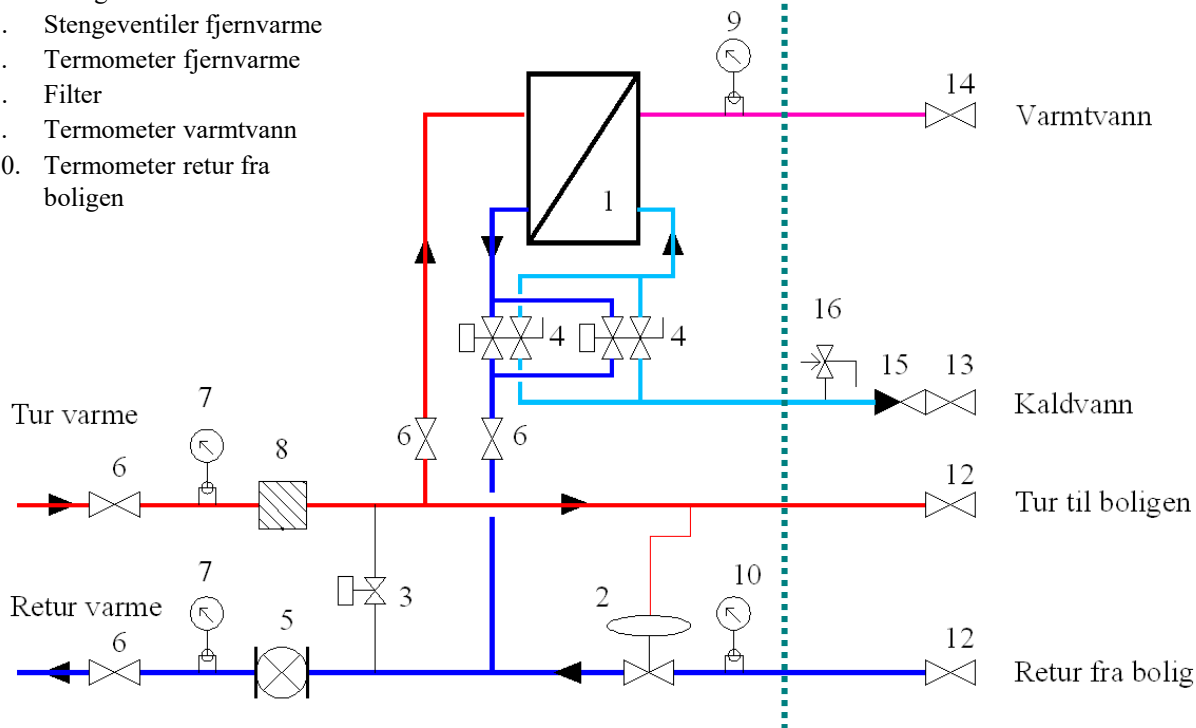 . Stengeventiler fjernvarme
. Termometer fjernvarme
. Filter
. Termometer varmtvann
0. Termometer retur fra
boligen
9
14
Varmtvann
1
16
4
4
15
13
Kaldvann
Tur varme
7
8
6
6
6
12
Tur til boligen
7
10
Retur varme
3
2
5
6
12
Retur fra bolig